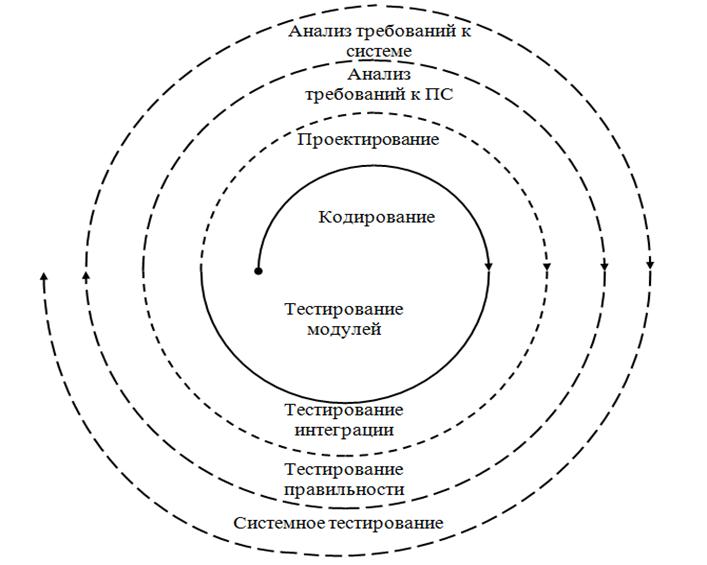 Анализ требований к
системе
Анализ
требований к ПС
Проектирование
Кодирование
Тестирование
модулей
Тестирование
интеграции
Тестирование
правильности
Системное тестирование